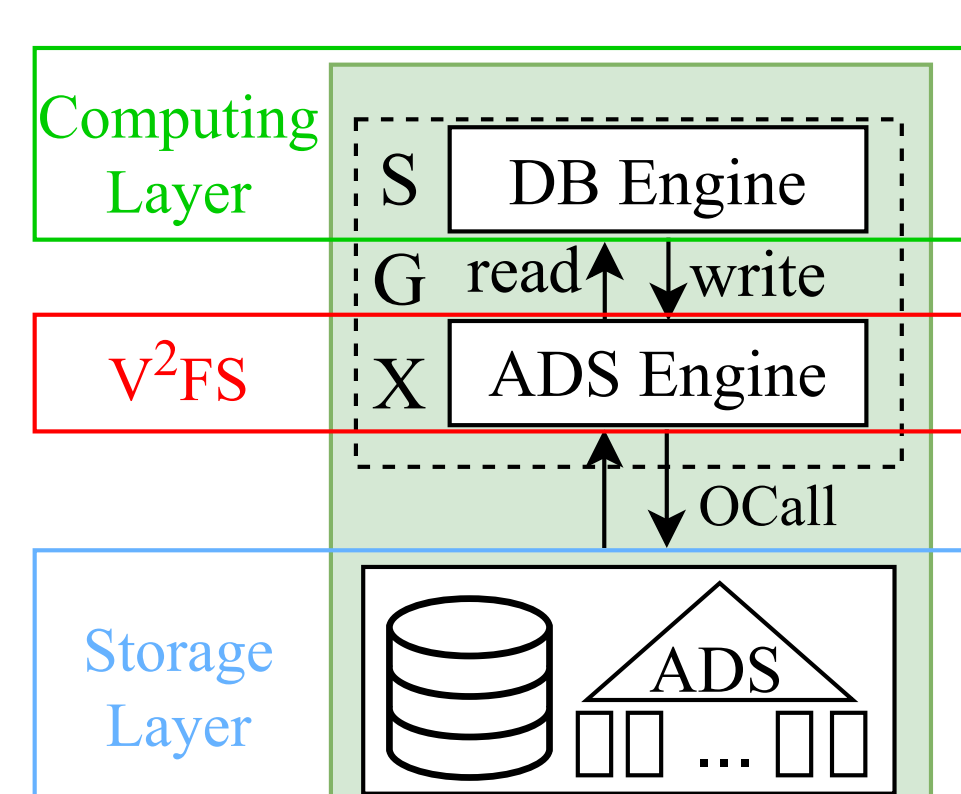 Computing
Layer
S
DB Engine
G
read
write
V²FS
X
ADS Engine
OCall
Storage
Layer
ADS
...